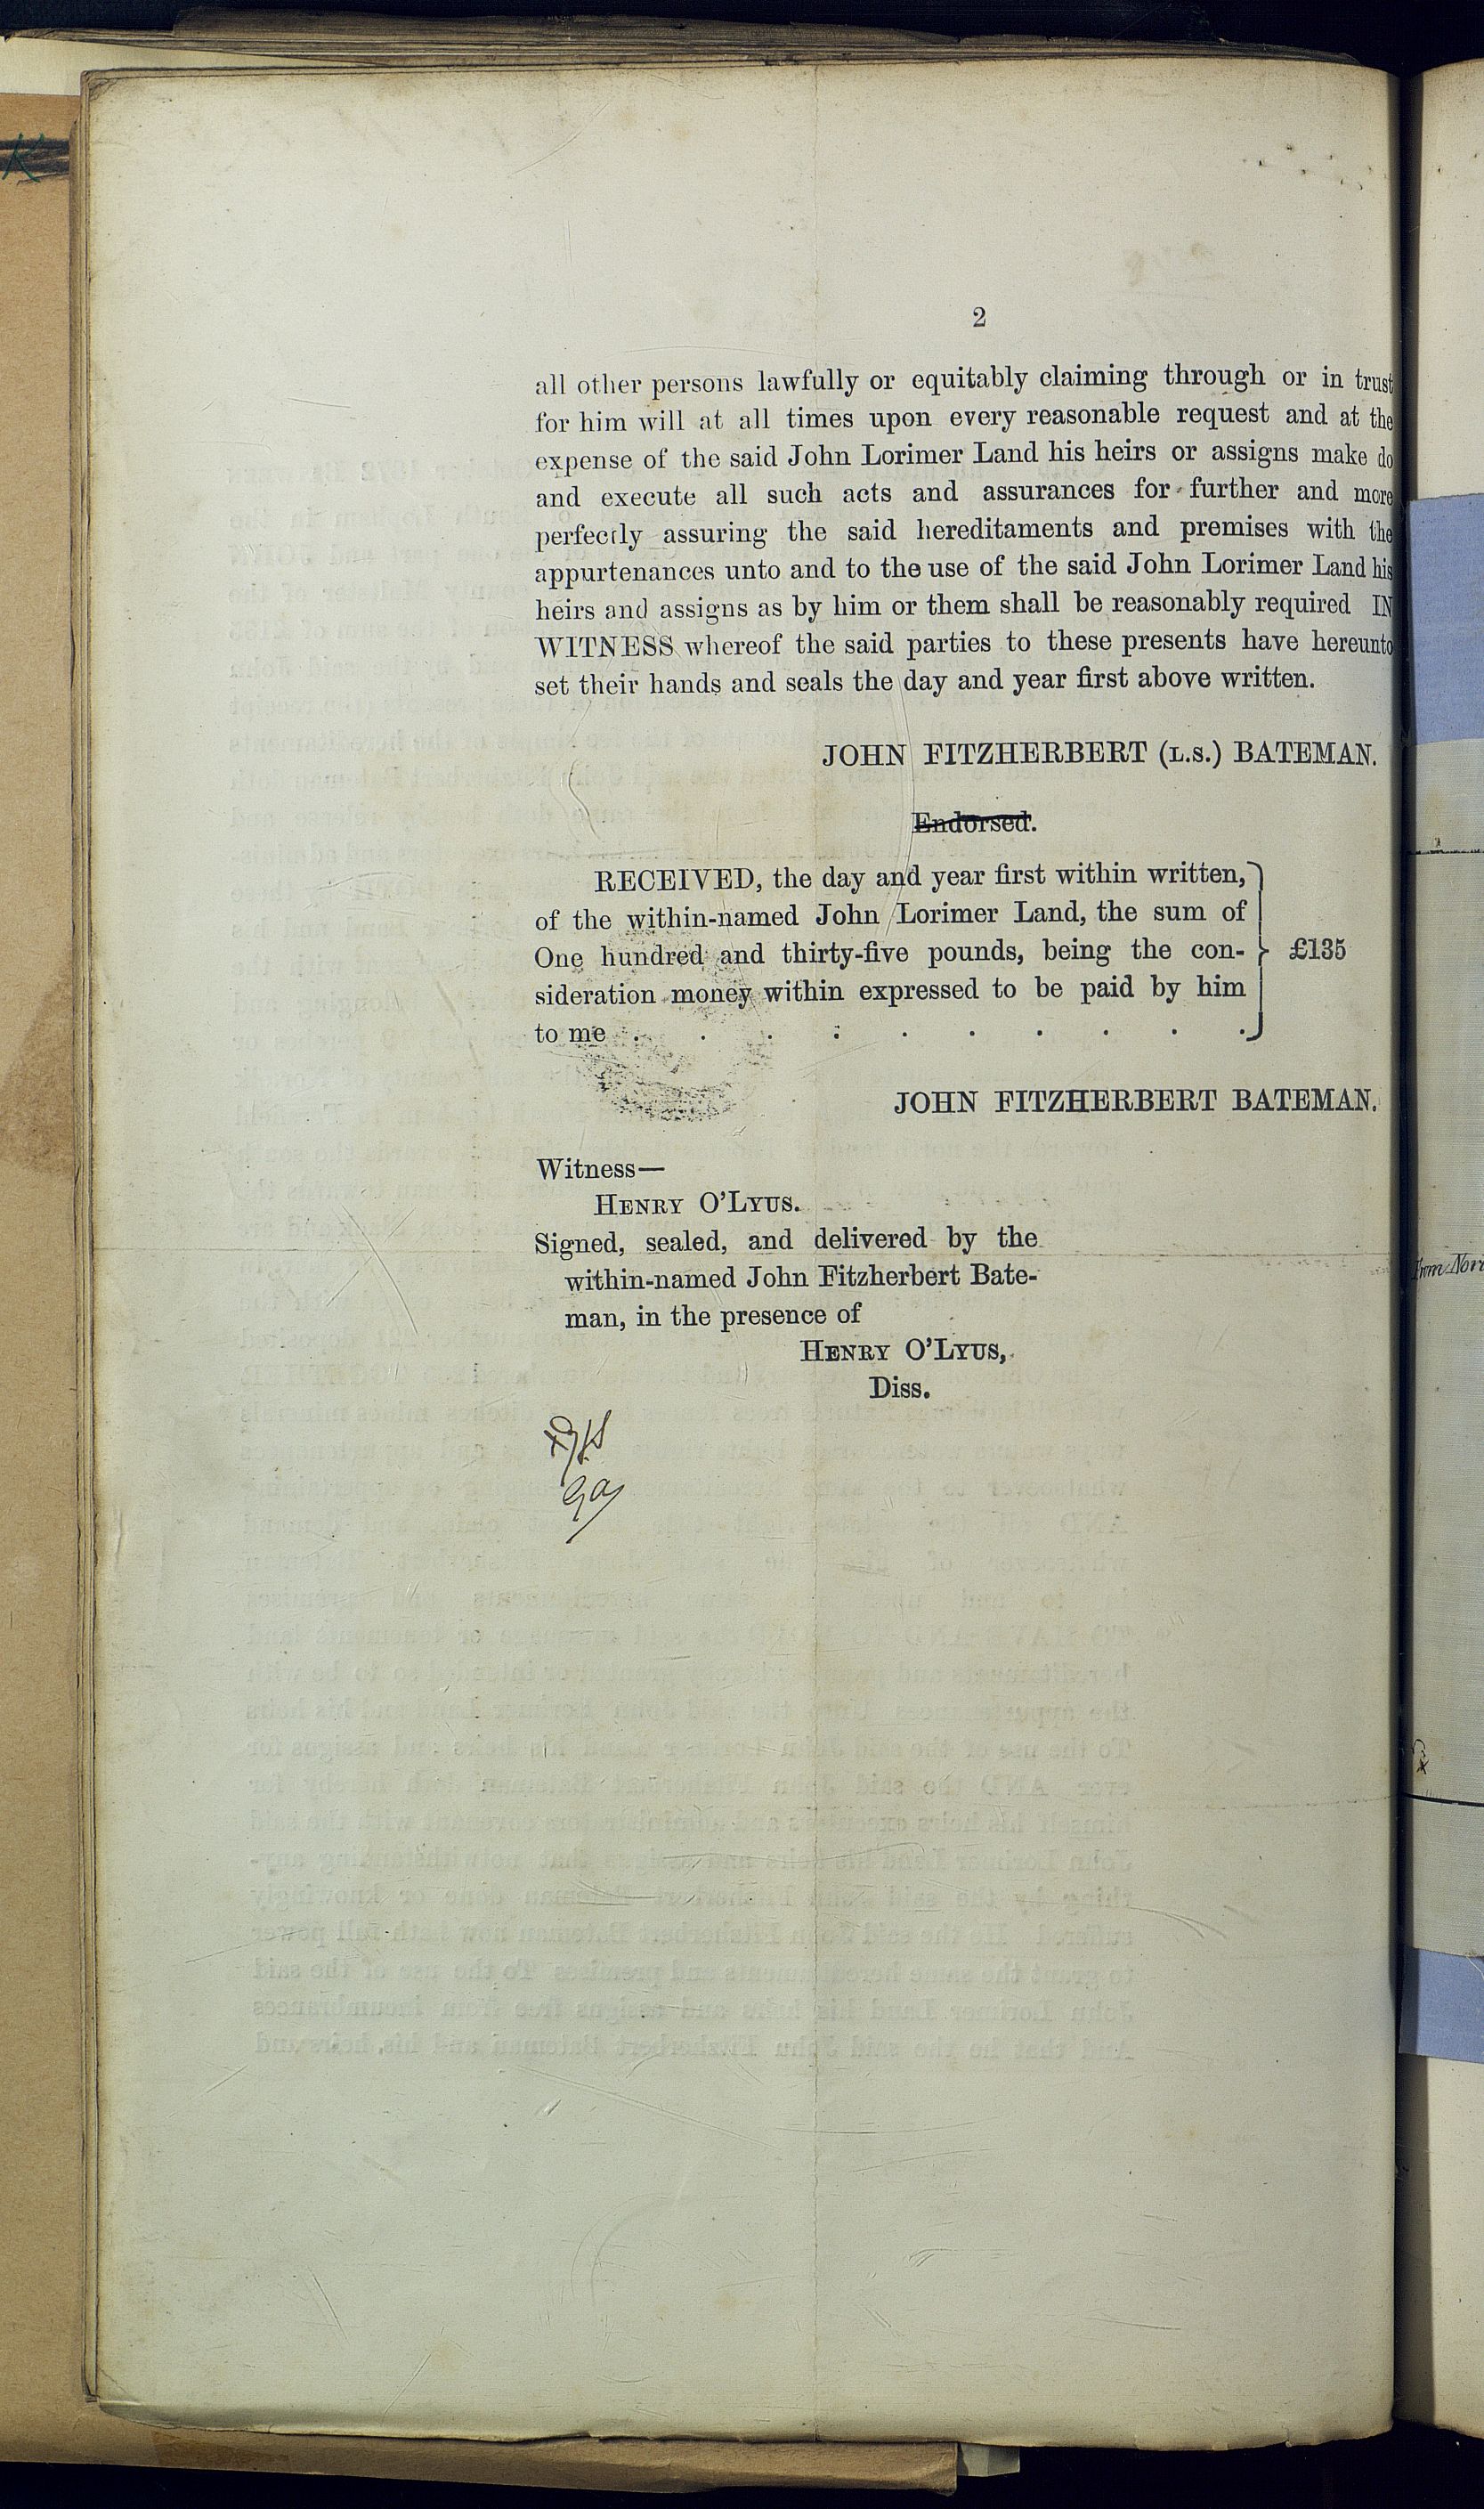 2
all other persons lawfully or equitably claiming through or in trust
for him will at all times upon every reasonable request and at the
expense of the said John Lorimer Land his heirs or assigns make do
and execute all such acts and assurances for further and more
perfectly assuring the said hereditaments and premises with the
appurtenances unto and to the use of the said John Lorimer Land his
heirs and assigns as by him or them shall be reasonably required IN
WITNESS whereof the said parties to these presents have hereunto
set their hands and seals the day and year first above written.
JOHN FITZHERBERT (L.S.) BATEMAN.
Endorsed.
RECEIVED, the day and year first within written,
of the within-named John Lorimer Land, the sum of
One hundred and thirty-five pounds, being the con- £135
sideration money within expressed to be paid by him
to me . . . . . . . . . .
JOHN FITZHERBERT BATEMAN.
Witness—
HENRY O'LYUS.
Signed, sealed, and delivered by the
within-named John Fitzherbert Bate-
man, in the presence of
HENRY O'LYUS,
Diss.